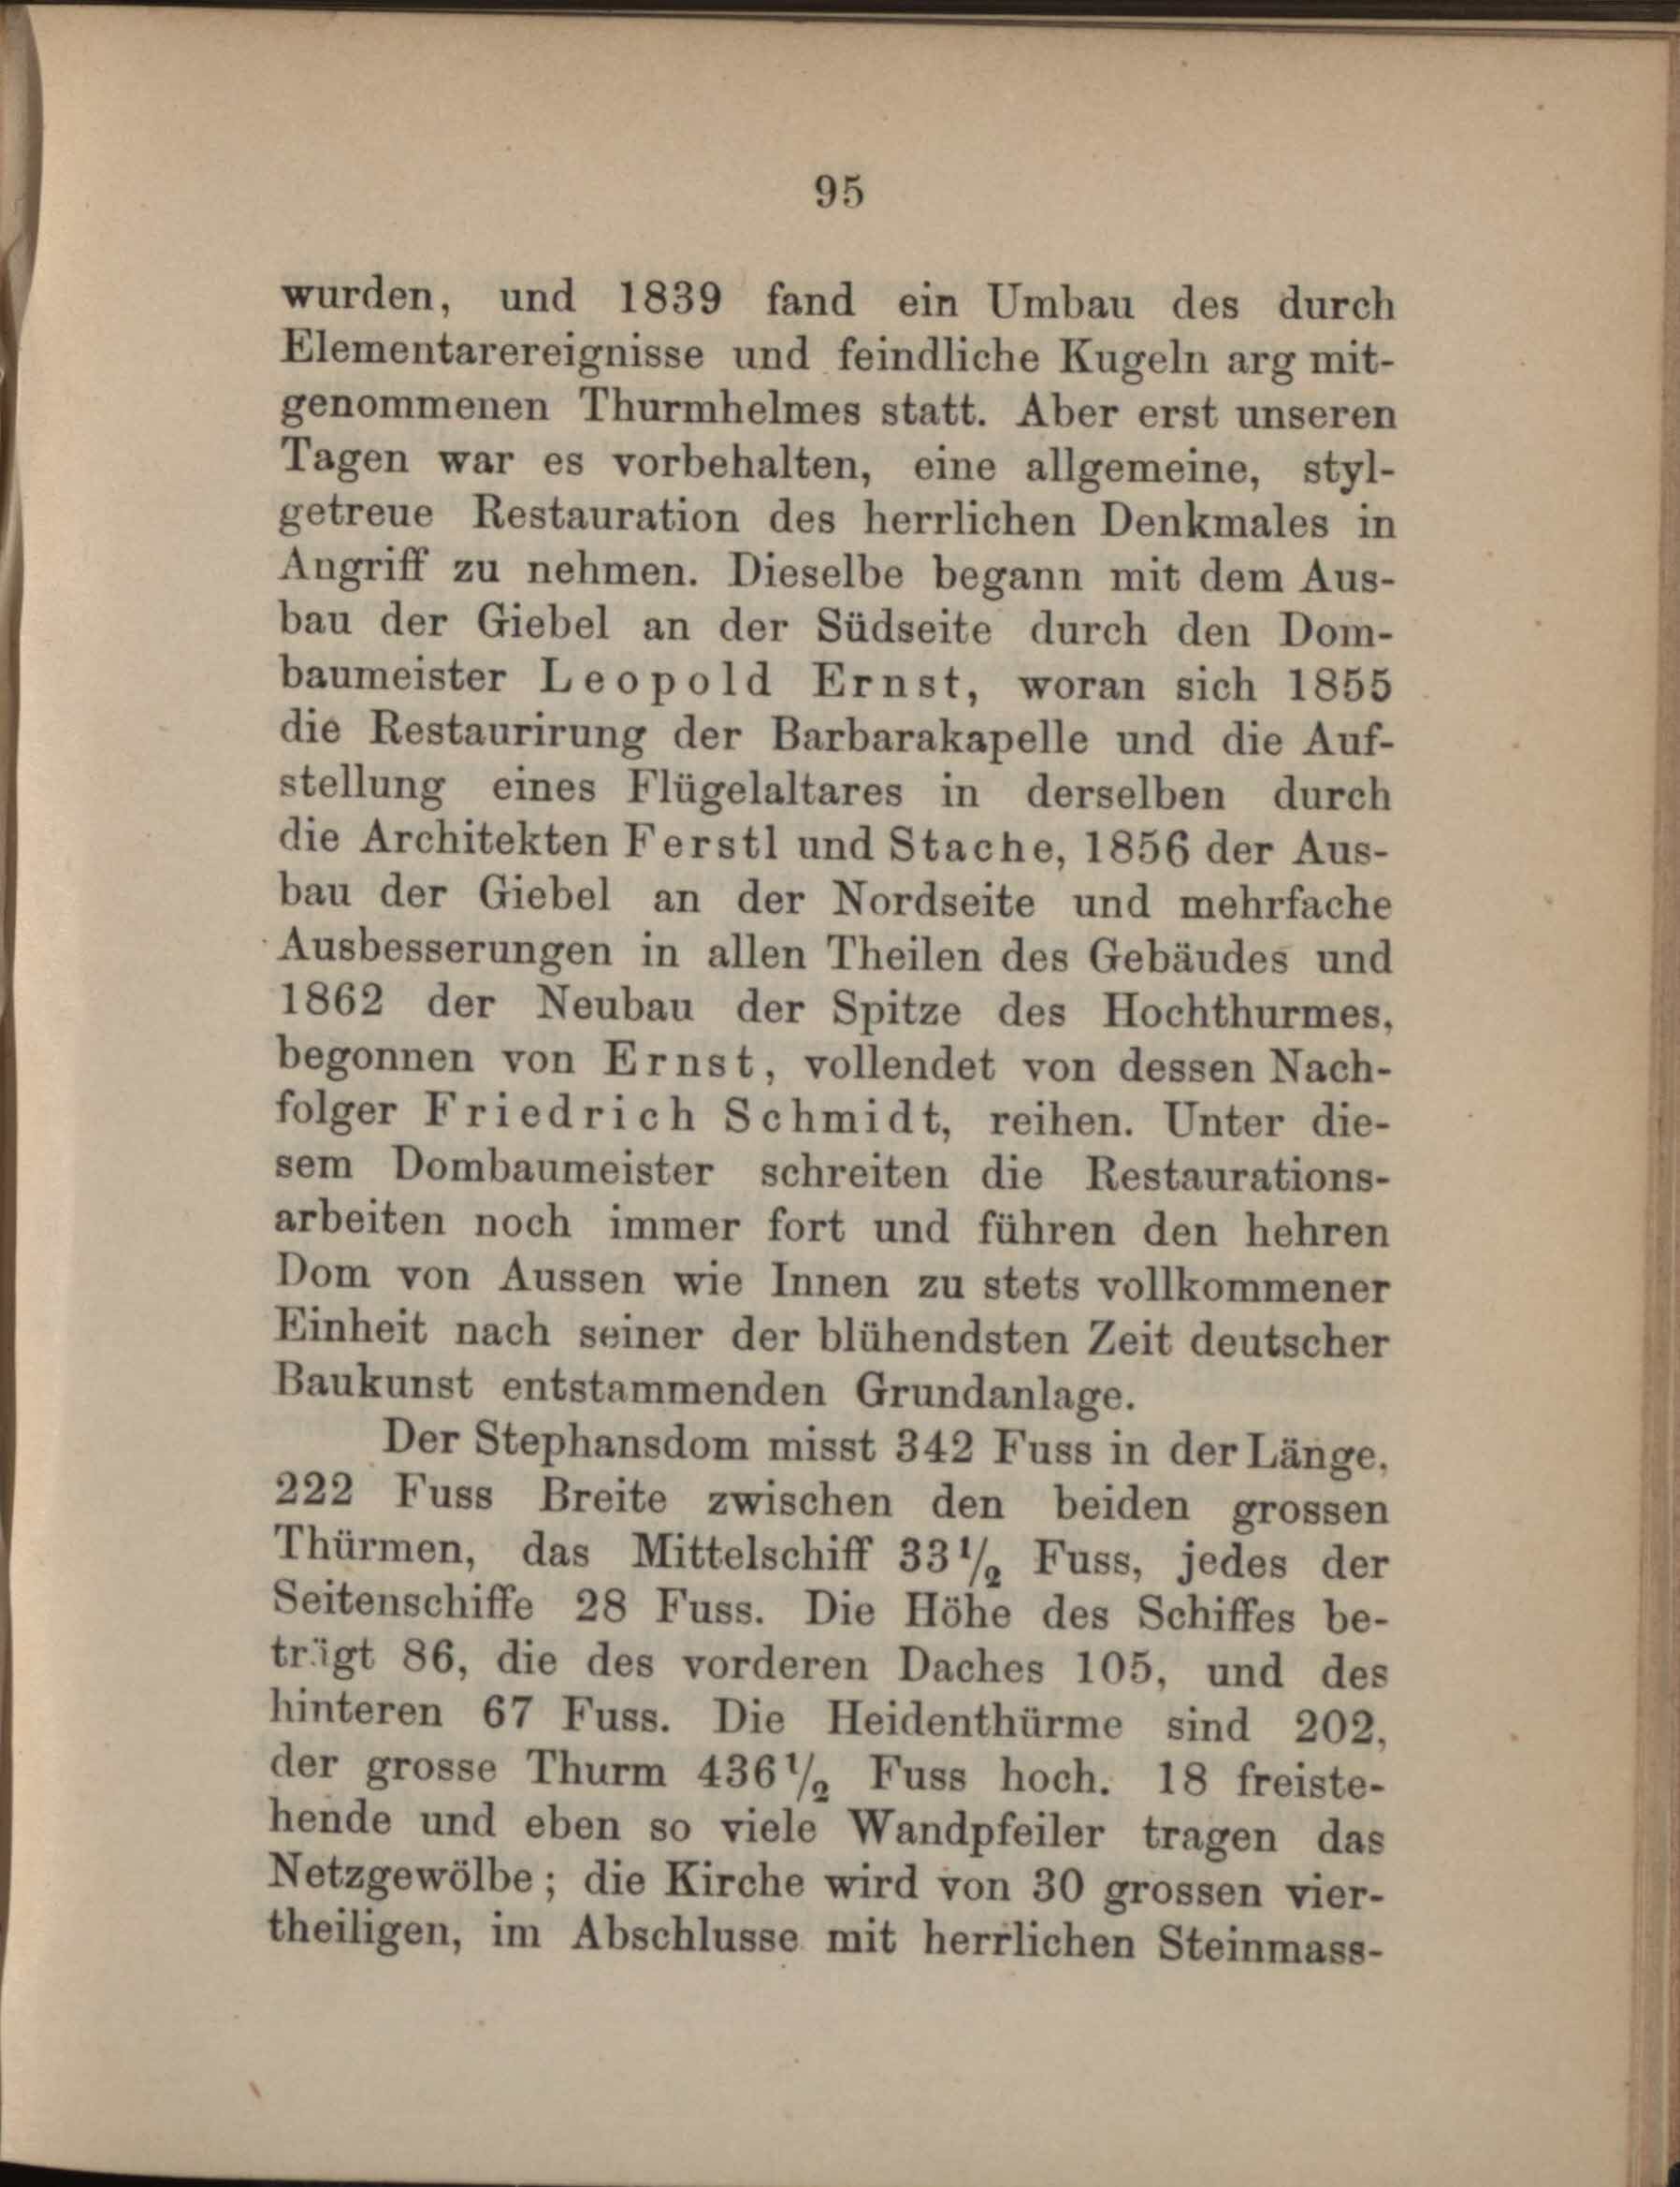 95
wurden, und 1839 fand ein Umbau des durch
Elementarereignisse und feindliche Kugeln arg mit-
genommenen Thurmhelmes statt. Aber erst unseren
Tagen war es vorbehalten, eine allgemeine, styl-
getreue Restauration des herrlichen Denkmales in
Angriff zu nehmen. Dieselbe begann mit dem Aus-
bau der Giebel an der Südseite durch den Dom-
baumeister Leopold Ernst, woran sich 1855
die Restaurirung der Barbarakapelle und die Auf-
stellung eines Flügelaltares in derselben durch
die Architekten Ferstl und Stache, 1856 der Aus-
bau der Giebel an der Nordseite und mehrfache
Ausbesserungen in allen Theilen des Gebäudes und
1862 der Neubau der Spitze des Hochthurmes,
begonnen von Ernst, vollendet von dessen Nach-
folger Friedrich Schmidt, reihen. Unter die-
sem Dombaumeister schreiten die Restaurations-
arbeiten noch immer fort und führen den hehren
Dom von Aussen wie Innen zu stets vollkommener
Einheit nach seiner der blühendsten Zeit deutscher
Baukunst entstammenden Grundanlage.
Der Stephansdom misst 342 Fuss in der Länge,
222 Fuss Breite zwischen den beiden grossen
Thürmen, das Mittelschiff 33 1/2 Fuss, jedes der
Seitenschiffe 28 Fuss. Die Höhe des Schiffes be-
trägt 86, die des vorderen Daches 105, und des
hinteren 67 Fuss. Die Heidenthürme sind 202,
der grosse Thurm 436 1/2 Fuss hoch. 18 freiste-
hende und eben so viele Wandpfeiler tragen das
Netzgewölbe; die Kirche wird von 30 grossen vier-
theiligen, im Abschlusse mit herrlichen Steinmass-